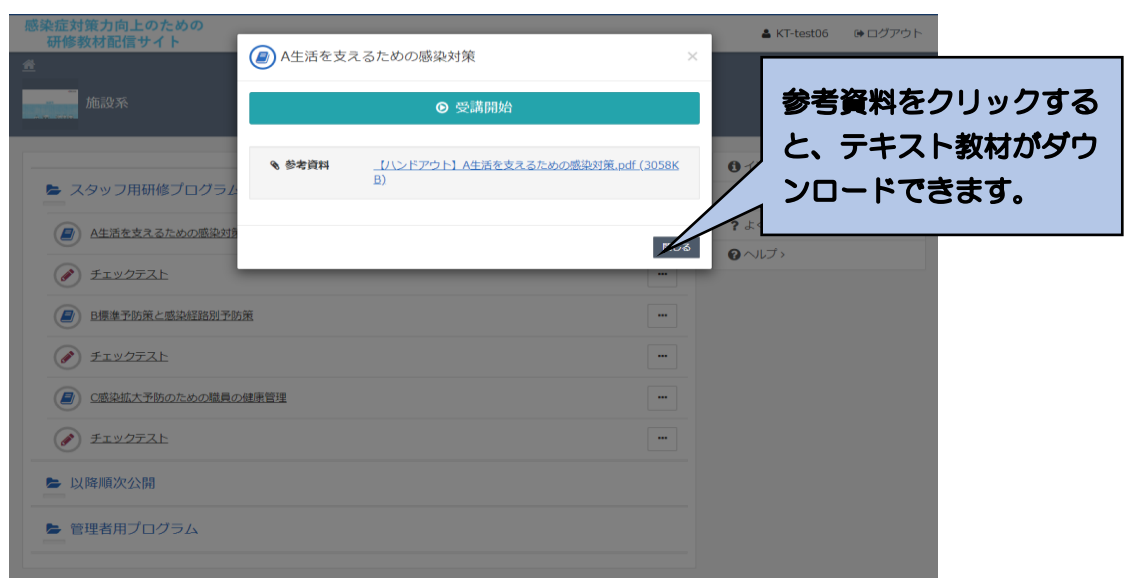 感染症対策力向上のための
研修教材配信サイト
KT-test06 ログアウト
施設系
A生活を支えるための感染対策 ×
受講開始
参考資料 【ハンドアウト】A生活を支えるための感染対策.pdf (3058K
B)
閉じる
参考資料をクリックする
と、テキスト教材がダウ
ンロードできます。
スタッフ用研修プログラム
A生活を支えるための感染対策
チェックテスト
B標準予防策と感染経路別予防策
チェックテスト
C感染拡大予防のための職員の健康管理
チェックテスト
以降順次公開
管理者用プログラム
? よく
ヘルプ ›